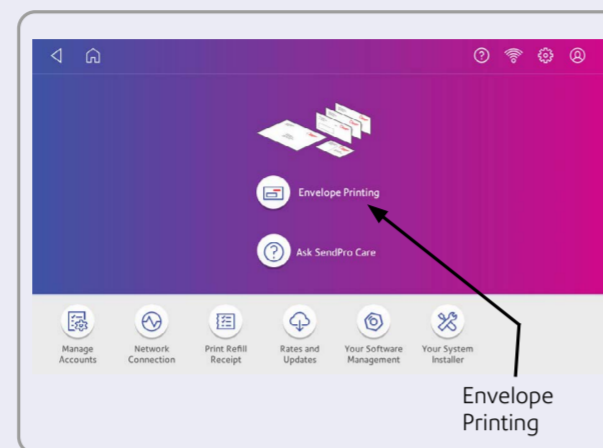 Envelope Printing
Ask SendPro Care
Manage
Accounts
Network
Connection
Print Refill
Receipt
Rates and
Updates
Your Software
Management
Your System
Installer
Envelope
Printing